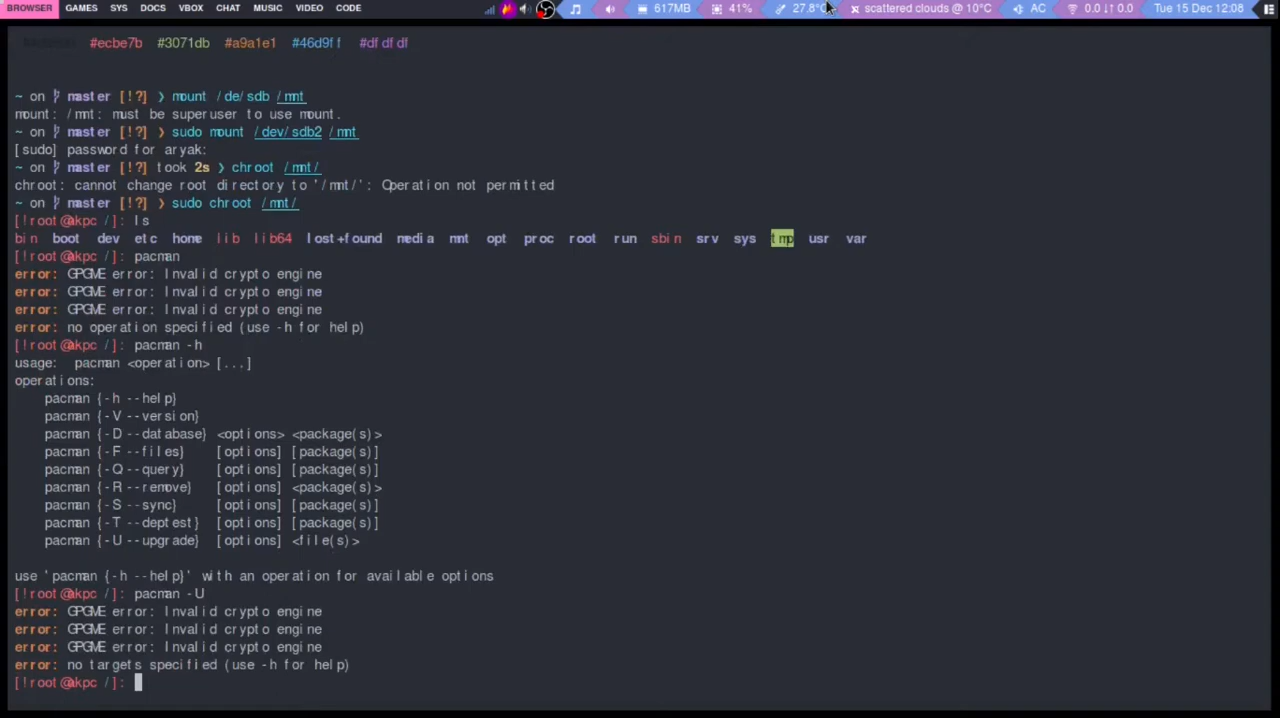 BROWSER GAMES SYS DOCS VBOX CHAT MUSIC VIDEO CODE 617MB 41% 27.8°C scattered clouds @ 10°C AC 0.0 ↓↑ 0.0 Tue 15 Dec 12:08
#ecbe7b #3071db #a9a1e1 #46d9ff #dfdfdf
~ on master [!?] ❯ mount /de/sdb /mnt
mount: /mnt: must be superuser to use mount.
~ on master [!?] ❯ sudo mount /dev/sdb2 /mnt
[sudo] password for aryak:
~ on master [!?] took 2s ❯ chroot /mnt/
chroot: cannot change root directory to '/mnt/': Operation not permitted
~ on master [!?] ❯ sudo chroot /mnt/
[!root@akpc /]: ls
bin boot dev etc home lib lib64 lost+found media mnt opt proc root run sbin srv sys tmp usr var
[!root@akpc /]: pacman
error: GPGME error: Invalid crypto engine
error: GPGME error: Invalid crypto engine
error: GPGME error: Invalid crypto engine
error: no operation specified (use -h for help)
[!root@akpc /]: pacman -h
usage: pacman <operation> [...]
operations:
pacman {-h --help}
pacman {-V --version}
pacman {-D --database} <options> <package(s)>
pacman {-F --files} [options] [package(s)]
pacman {-Q --query} [options] [package(s)]
pacman {-R --remove} [options] <package(s)>
pacman {-S --sync} [options] [package(s)]
pacman {-T --deptest} [options] [package(s)]
pacman {-U --upgrade} [options] <file(s)>
use 'pacman {-h --help}' with an operation for available options
[!root@akpc /]: pacman -U
error: GPGME error: Invalid crypto engine
error: GPGME error: Invalid crypto engine
error: GPGME error: Invalid crypto engine
error: no targets specified (use -h for help)
[!root@akpc /]: